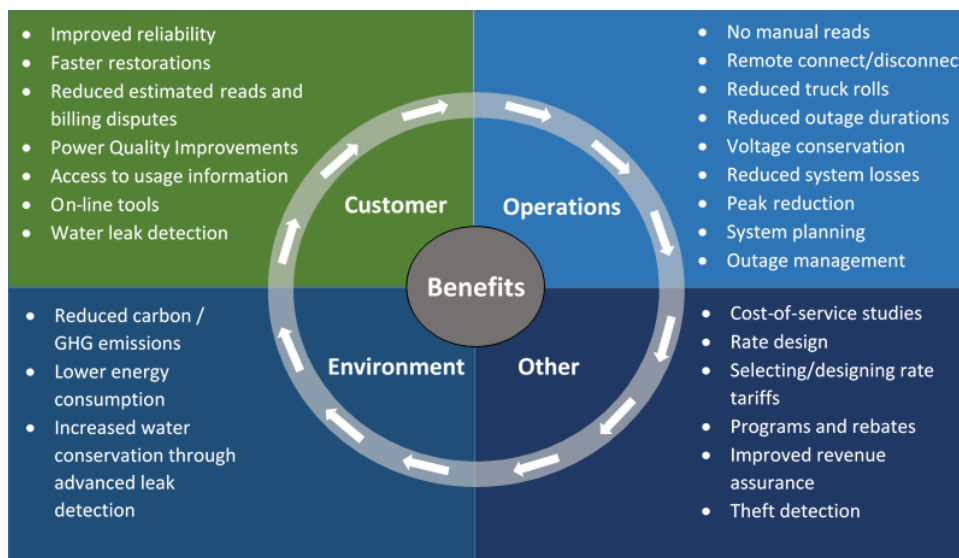 • Improved reliability
• Faster restorations
• Reduced estimated reads and
billing disputes
• Power Quality Improvements
• Access to usage information
• On-line tools
• Water leak detection
Customer
• No manual reads
• Remote connect/disconnect
• Reduced truck rolls
• Reduced outage durations
• Voltage conservation
• Reduced system losses
• Peak reduction
• System planning
• Outage management
Operations
Benefits
• Reduced carbon /
GHG emissions
• Lower energy
consumption
• Increased water
conservation through
advanced leak
detection
Environment
• Cost-of-service studies
• Rate design
• Selecting/designing rate
tariffs
• Programs and rebates
• Improved revenue
assurance
• Theft detection
Other